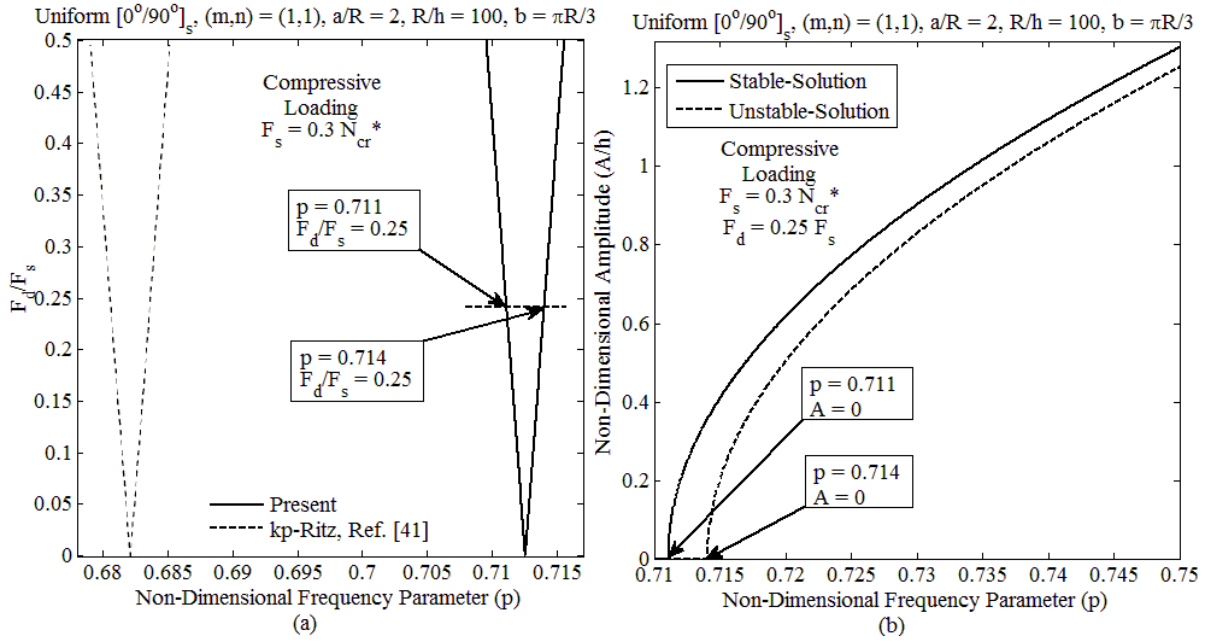 Uniform [0°/90°]s, (m,n) = (1,1), a/R = 2, R/h = 100, b = πR/3
0.5
0.45
0.4
0.35
0.3
0.25
0.2
0.15
0.1
0.05
0
Fd/Fs
Compressive
Loading
Fs = 0.3 Ncr*
p = 0.711
Fd/Fs = 0.25
p = 0.714
Fd/Fs = 0.25
Present
kp-Ritz, Ref. [41]
0.68 0.685 0.69 0.695 0.7 0.705 0.71 0.715
Non-Dimensional Frequency Parameter (p)
(a)
Uniform [0°/90°]s, (m,n) = (1,1), a/R = 2, R/h = 100, b = πR/3
1.2
1
0.8
0.6
0.4
0.2
0
Non-Dimensional Amplitude (A/h)
Stable-Solution
Unstable-Solution
Compressive
Loading
Fs = 0.3 Ncr*
Fd = 0.25 Fs
p = 0.711
A = 0
p = 0.714
A = 0
0.71 0.715 0.72 0.725 0.73 0.735 0.74 0.745 0.75
Non-Dimensional Frequency Parameter (p)
(b)